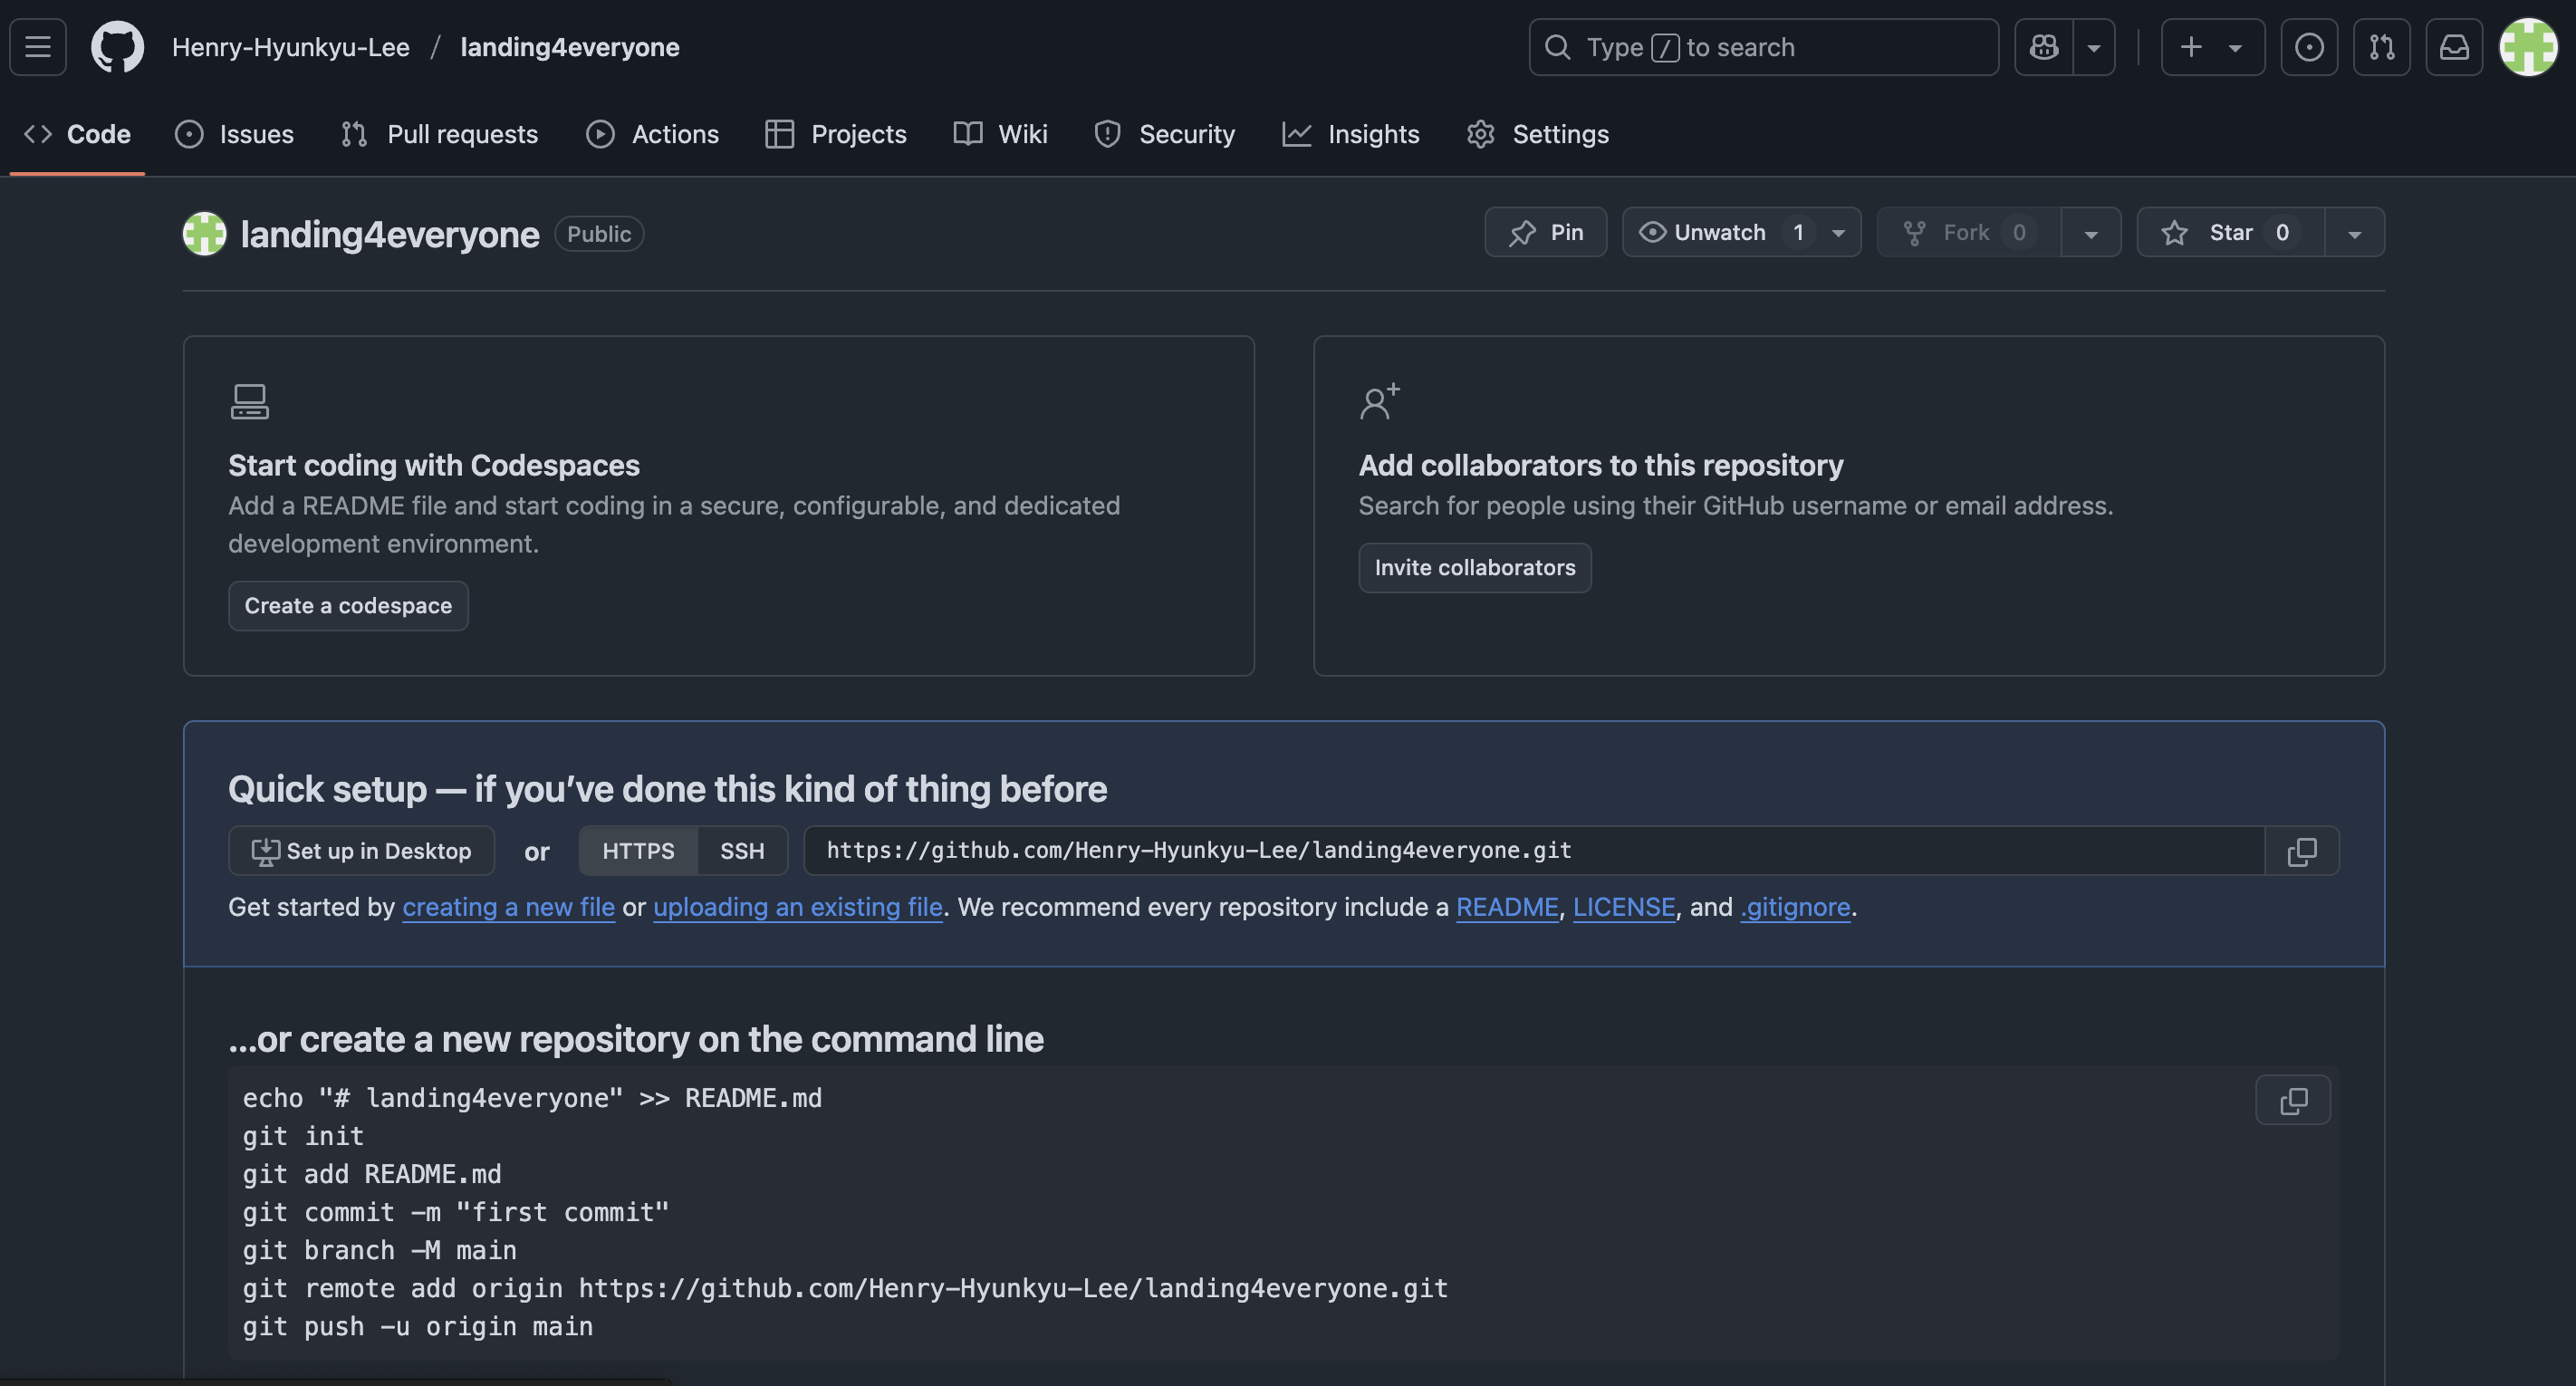 Henry-Hyunkyu-Lee / landing4everyone
Type / to search
Code
Issues
Pull requests
Actions
Projects
Wiki
Security
Insights
Settings
landing4everyone Public
Pin
Unwatch 1
Fork 0
Star 0
Start coding with Codespaces
Add a README file and start coding in a secure, configurable, and dedicated
development environment.
Create a codespace
Add collaborators to this repository
Search for people using their GitHub username or email address.
Invite collaborators
Quick setup — if you’ve done this kind of thing before
Set up in Desktop or HTTPS SSH https://github.com/Henry-Hyunkyu-Lee/landing4everyone.git
Get started by creating a new file or uploading an existing file. We recommend every repository include a README, LICENSE, and .gitignore.
…or create a new repository on the command line
echo "# landing4everyone" >> README.md
git init
git add README.md
git commit -m "first commit"
git branch -M main
git remote add origin https://github.com/Henry-Hyunkyu-Lee/landing4everyone.git
git push -u origin main